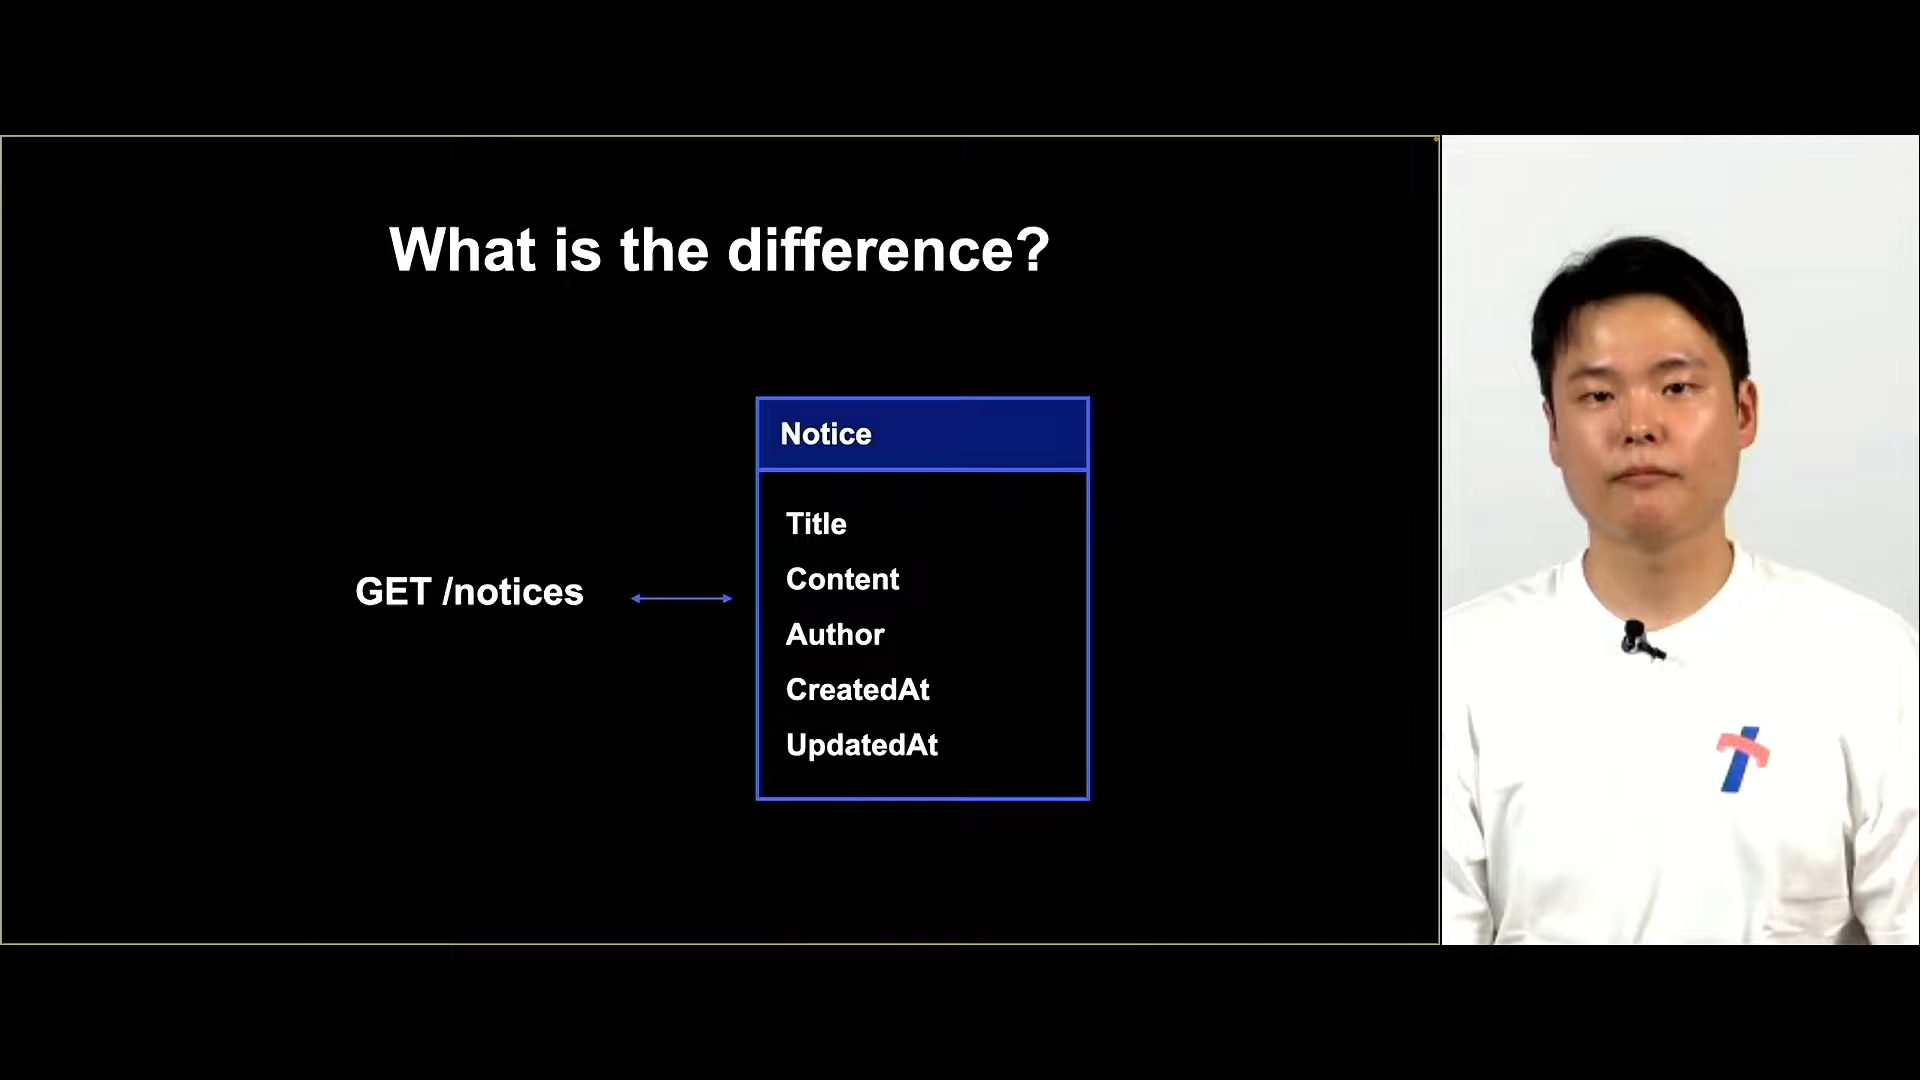 What is the difference?
Notice
Title
Content
GET /notices
Author
CreatedAt
UpdatedAt